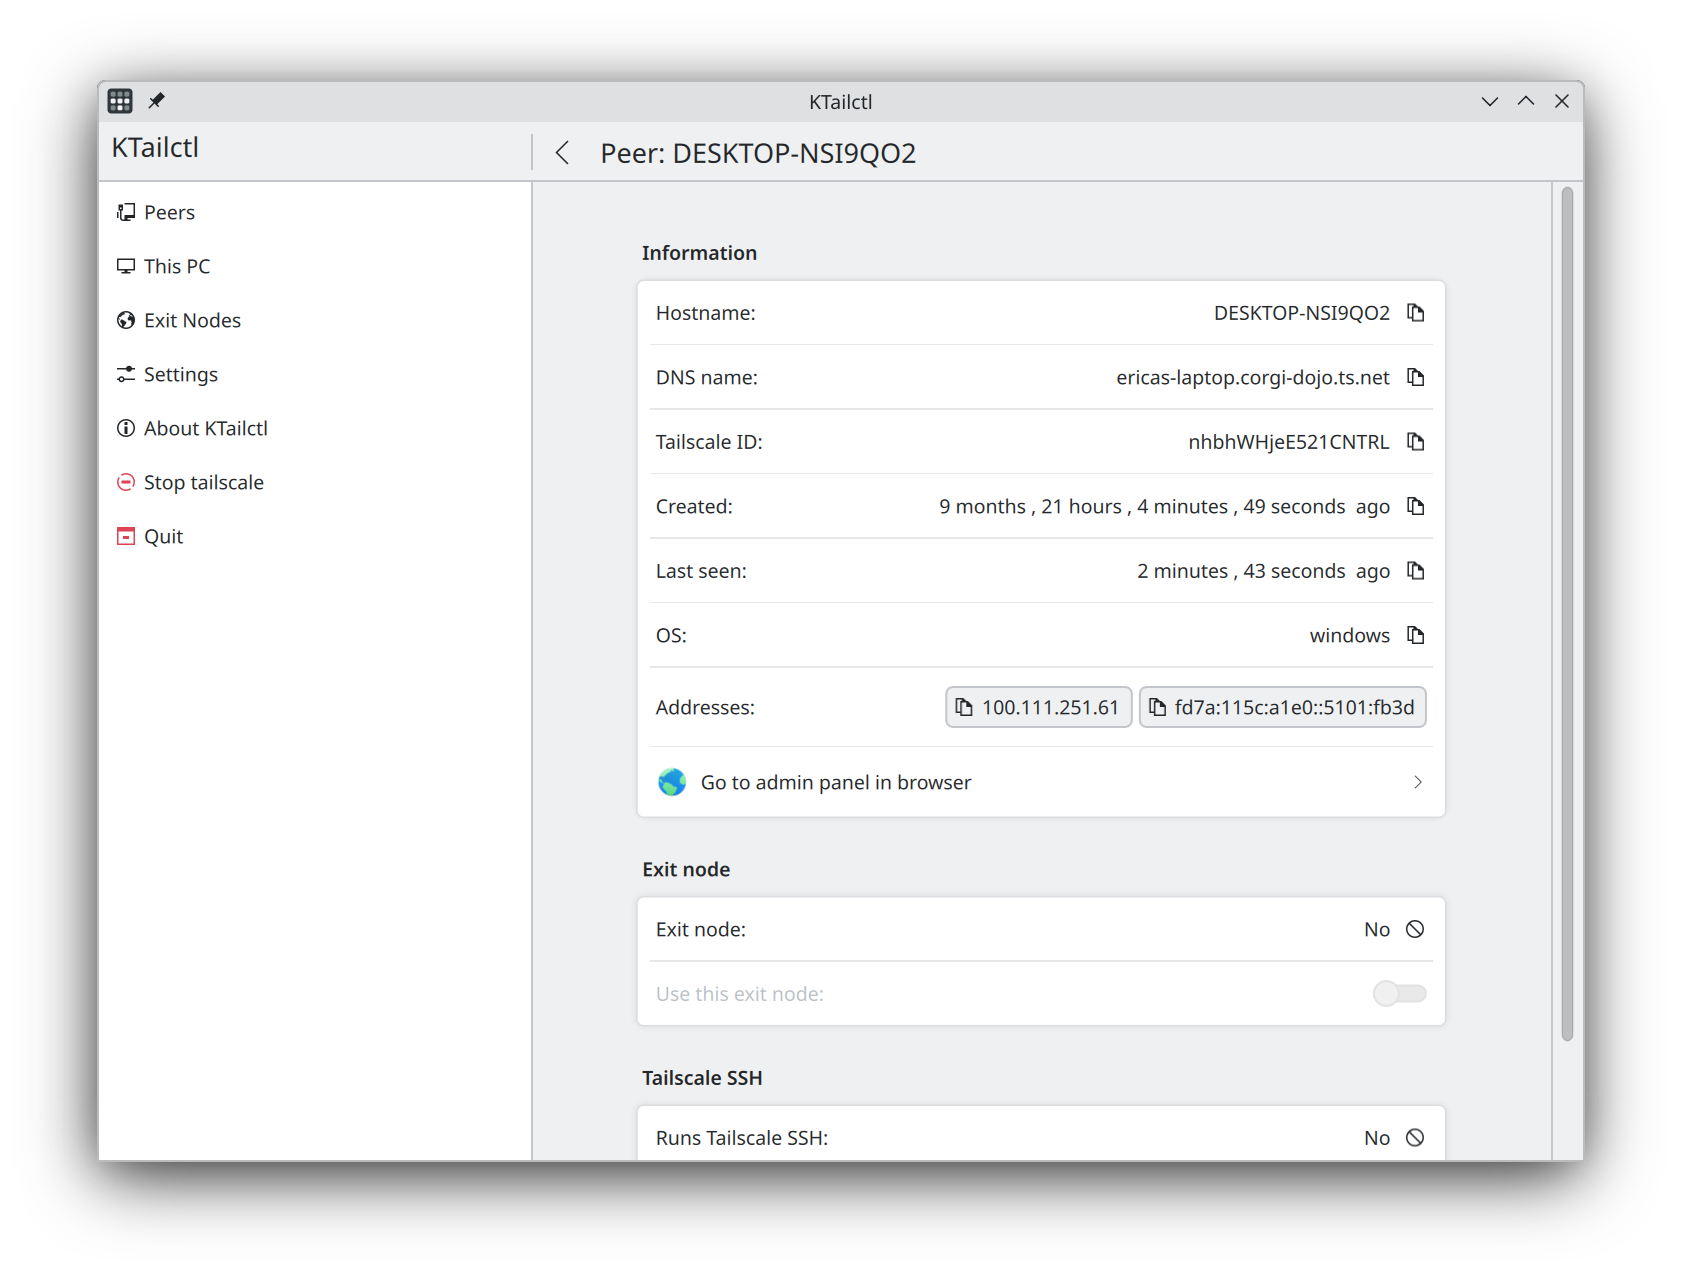 KTailctl
KTailctl
Peer: DESKTOP-NSI9QO2
Peers
This PC
Exit Nodes
Settings
About KTailctl
Stop tailscale
Quit
Information
Hostname: DESKTOP-NSI9QO2
DNS name: ericas-laptop.corgi-dojo.ts.net
Tailscale ID: nhbhWHjeE521CNTRL
Created: 9 months , 21 hours , 4 minutes , 49 seconds  ago
Last seen: 2 minutes , 43 seconds  ago
OS: windows
Addresses: 100.111.251.61 fd7a:115c:a1e0::5101:fb3d
Go to admin panel in browser
Exit node
Exit node: No
Use this exit node:
Tailscale SSH
Runs Tailscale SSH: No